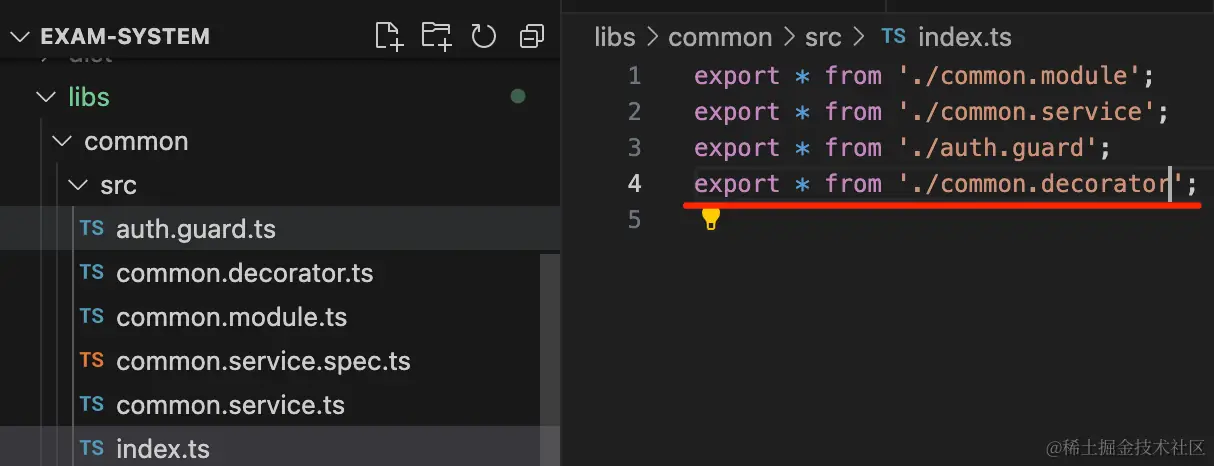 EXAM-SYSTEM
libs
common
src
TS auth.guard.ts
TS common.decorator.ts
TS common.module.ts
TS common.service.spec.ts
TS common.service.ts
TS index.ts
libs > common > src > TS index.ts
1 export * from './common.module';
2 export * from './common.service';
3 export * from './auth.guard';
4 export * from './common.decorator';
5
@稀土掘金技术社区